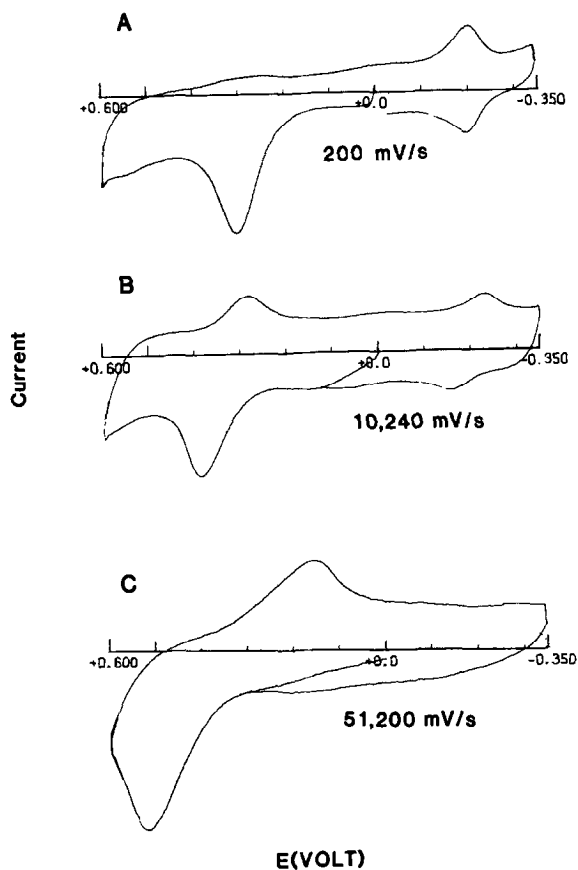 A
+0.600
+0.0
-0.350
200 mV/s
B
+0.600
+0.0
-0.350
10,240 mV/s
Current
C
+0.600
+0.0
-0.350
51,200 mV/s
E(VOLT)